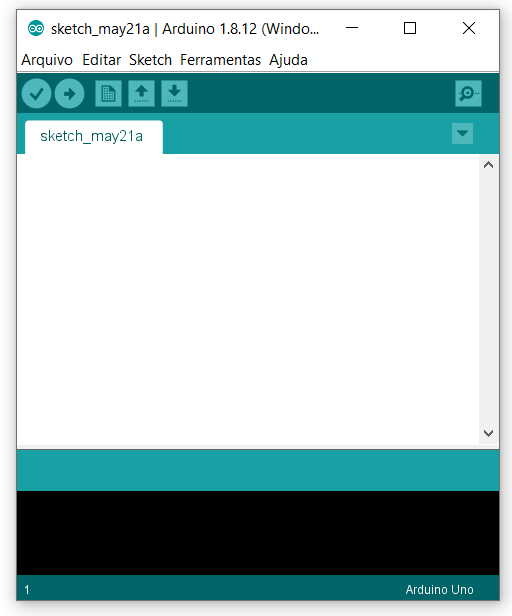 sketch_may21a | Arduino 1.8.12 (Windo...
Arquivo Editar Sketch Ferramentas Ajuda
sketch_may21a
1 Arduino Uno